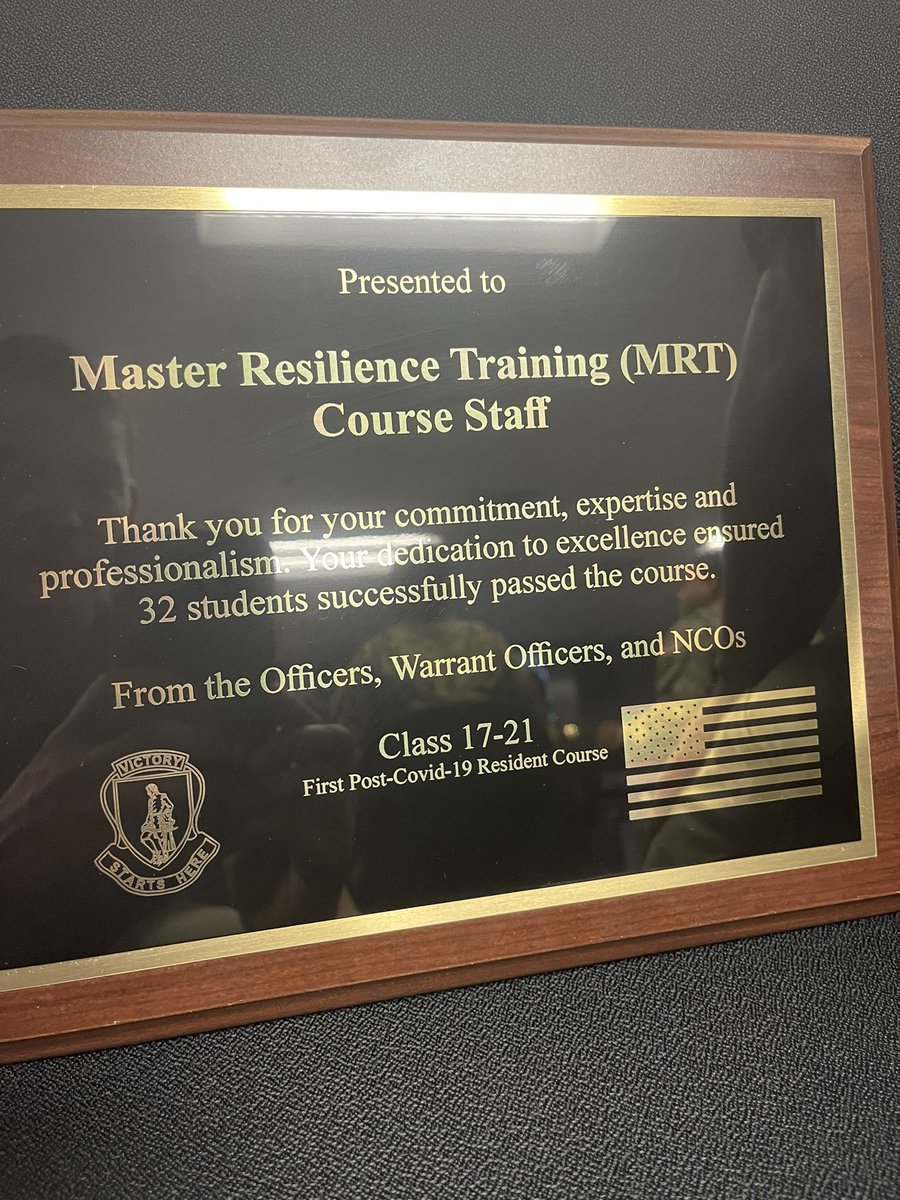 Presented to
Master Resilience Training (MRT)
Course Staff
Thank you for your commitment, expertise and
professionalism. Your dedication to excellence ensured
32 students successfully passed the course.
From the Officers, Warrant Officers, and NCOs
Class 17-21
First Post-Covid-19 Resident Course
VICTORY
STARTS HERE